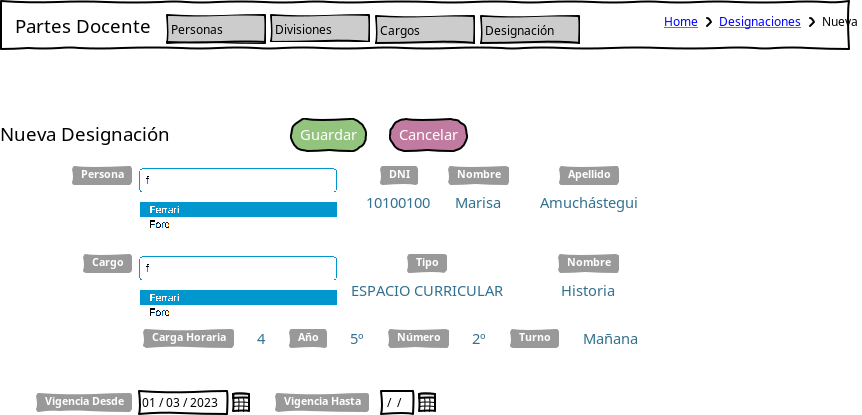 Partes Docente Personas Divisiones Cargos Designación Home Designaciones Nueva
Nueva Designación Guardar Cancelar
Persona f DNI Nombre Apellido
10100100 Marisa Amuchástegui
Ferrari
Ford
Cargo f Tipo Nombre
ESPACIO CURRICULAR Historia
Ferrari
Ford
Carga Horaria 4 Año 5º Número 2º Turno Mañana
Vigencia Desde 01 / 03 / 2023 Vigencia Hasta / /